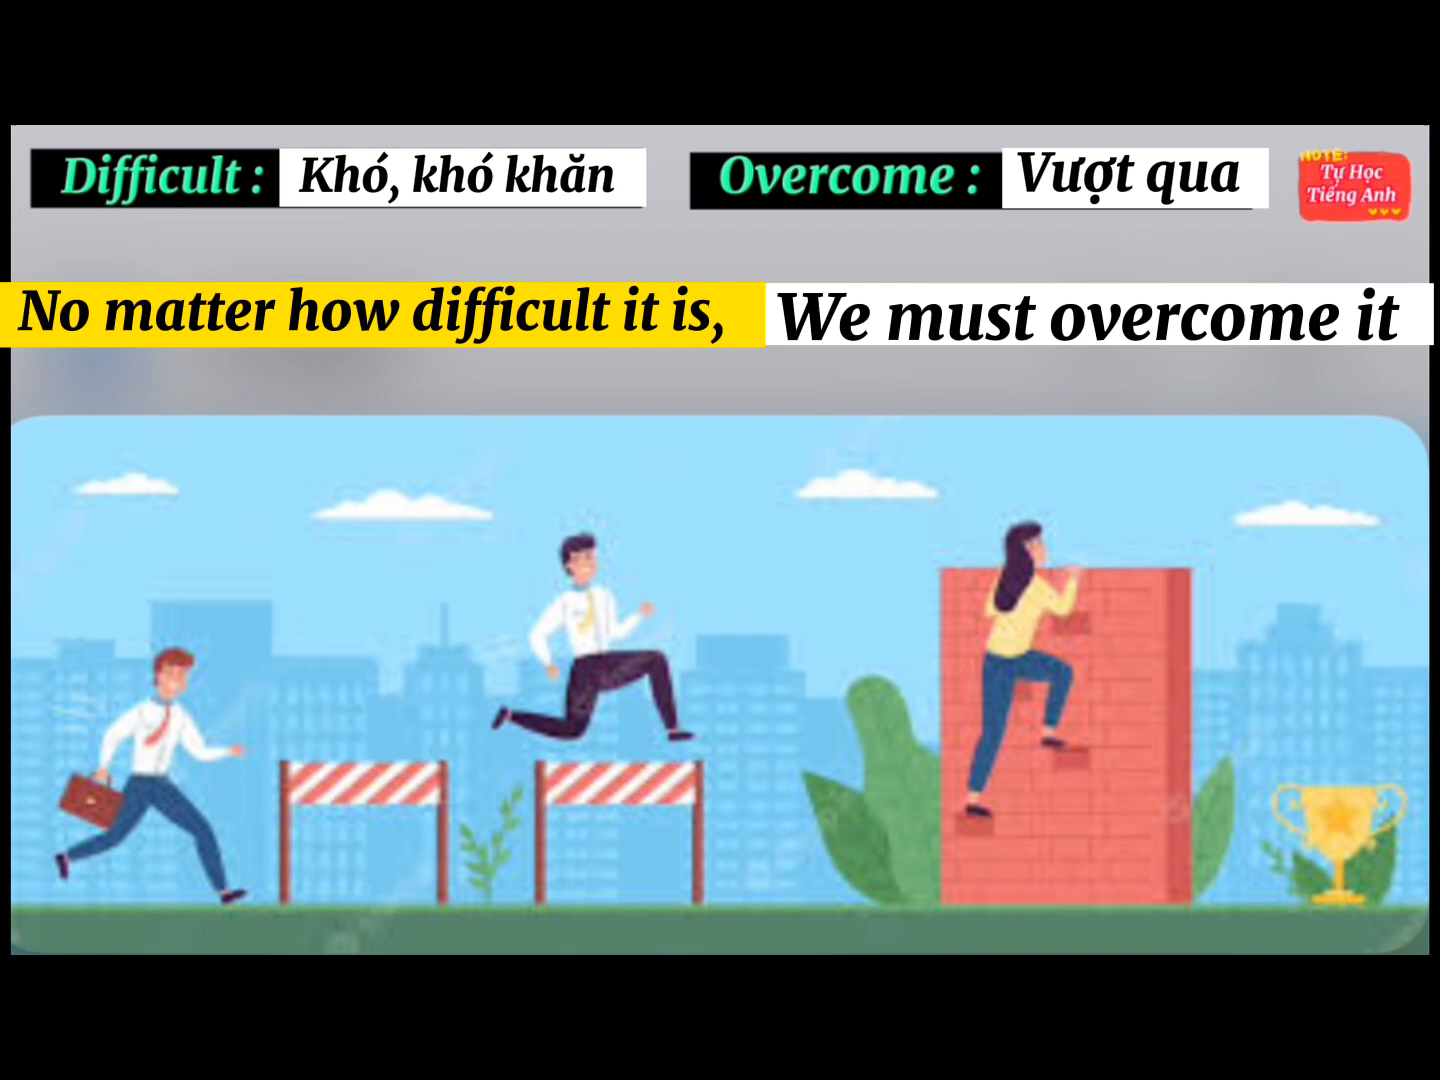 Difficult : Khó, khó khăn
Overcome : Vượt qua
NOTE:
Tự Học
Tiếng Anh
No matter how difficult it is, We must overcome it